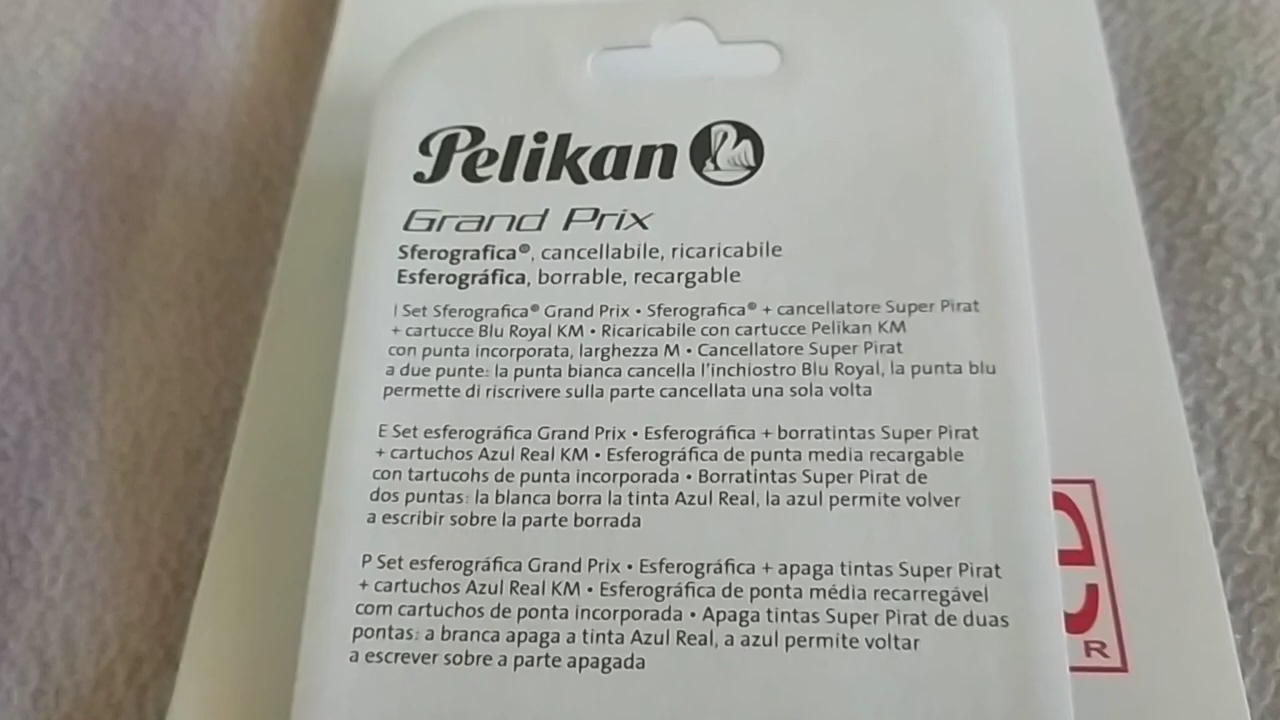 Pelikan
Grand Prix
Sferografica®, cancellabile, ricaricabile
Esferográfica, borrable, recargable
I Set Sferografica® Grand Prix • Sferografica® + cancellatore Super Pirat
+ cartucce Blu Royal KM • Ricaricabile con cartucce Pelikan KM
con punta incorporata, larghezza M • Cancellatore Super Pirat
a due punte: la punta bianca cancella l'inchiostro Blu Royal, la punta blu
permette di riscrivere sulla parte cancellata una sola volta
E Set esferográfica Grand Prix • Esferográfica + borratintas Super Pirat
+ cartuchos Azul Real KM • Esferográfica de punta media recargable
con tartucohs de punta incorporada • Borratintas Super Pirat de
dos puntas: la blanca borra la tinta Azul Real, la azul permite volver
a escribir sobre la parte borrada
P Set esferográfica Grand Prix • Esferográfica + apaga tintas Super Pirat
+ cartuchos Azul Real KM • Esferográfica de ponta média recarregável
com cartuchos de ponta incorporada • Apaga tintas Super Pirat de duas
pontas: a branca apaga a tinta Azul Real, a azul permite voltar
a escrever sobre a parte apagada
R